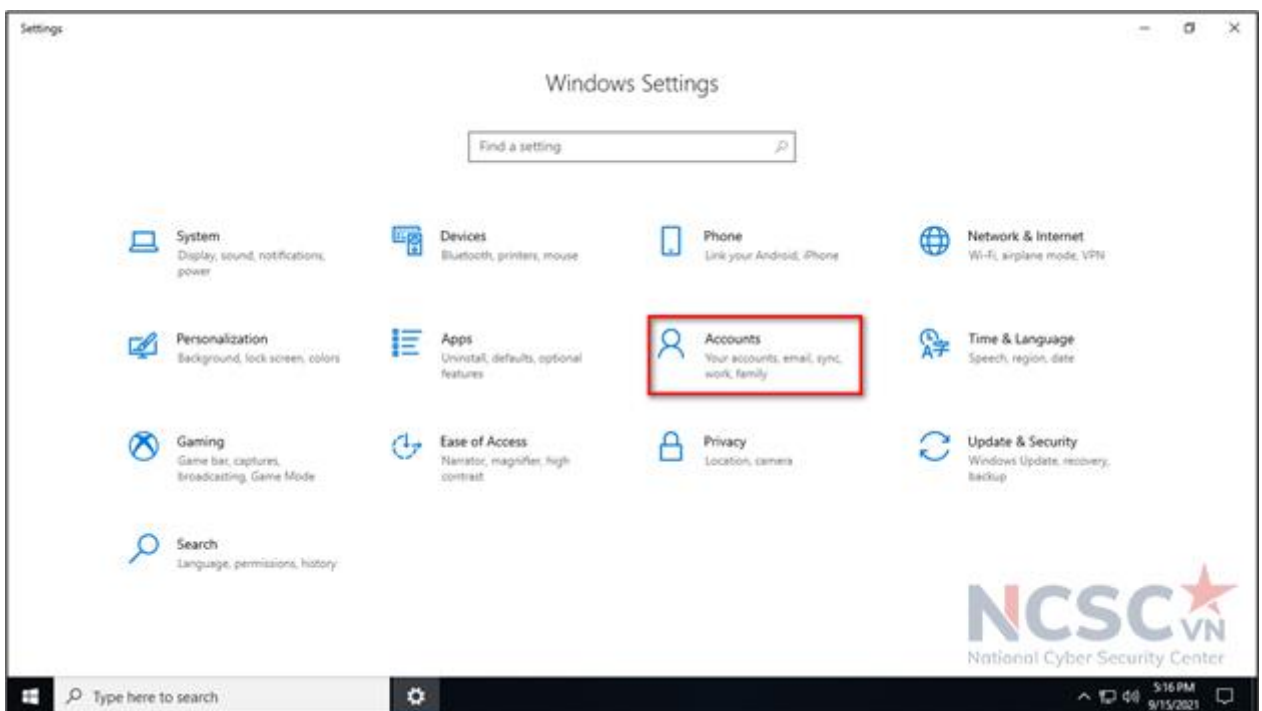 Settings
Windows Settings
Find a setting
System
Display, sound, notifications,
power
Devices
Bluetooth, printers, mouse
Phone
Link your Android, iPhone
Network & Internet
Wi-Fi, airplane mode, VPN
Personalization
Background, lock screen, colors
Apps
Uninstall, defaults, optional
features
Accounts
Your accounts, email, sync,
work, family
Time & Language
Speech, region, date
Gaming
Game bar, captures,
broadcasting, Game Mode
Ease of Access
Narrator, magnifier, high
contrast
Privacy
Location, camera
Update & Security
Windows Update, recovery,
backup
Search
Language, permissions, history
NCSC VN
National Cyber Security Center
Type here to search
5:16 PM
9/15/2021